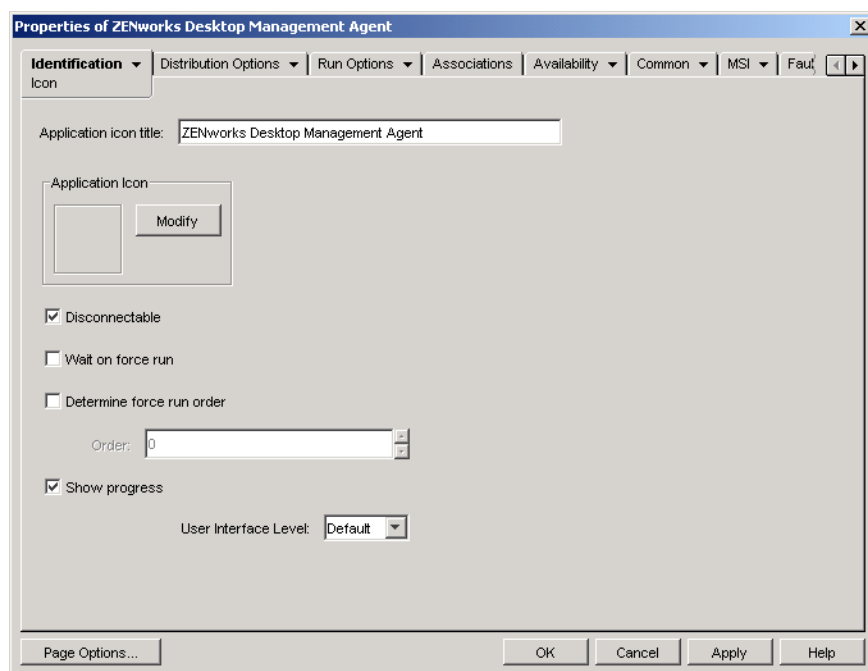 Properties of ZENworks Desktop Management Agent
Identification Distribution Options Run Options Associations Availability Common MSI Faul
Icon
Application icon title: ZENworks Desktop Management Agent
Application Icon
Modify
Disconnectable
Wait on force run
Determine force run order
Order: 0
Show progress
User Interface Level: Default
Page Options... OK Cancel Apply Help